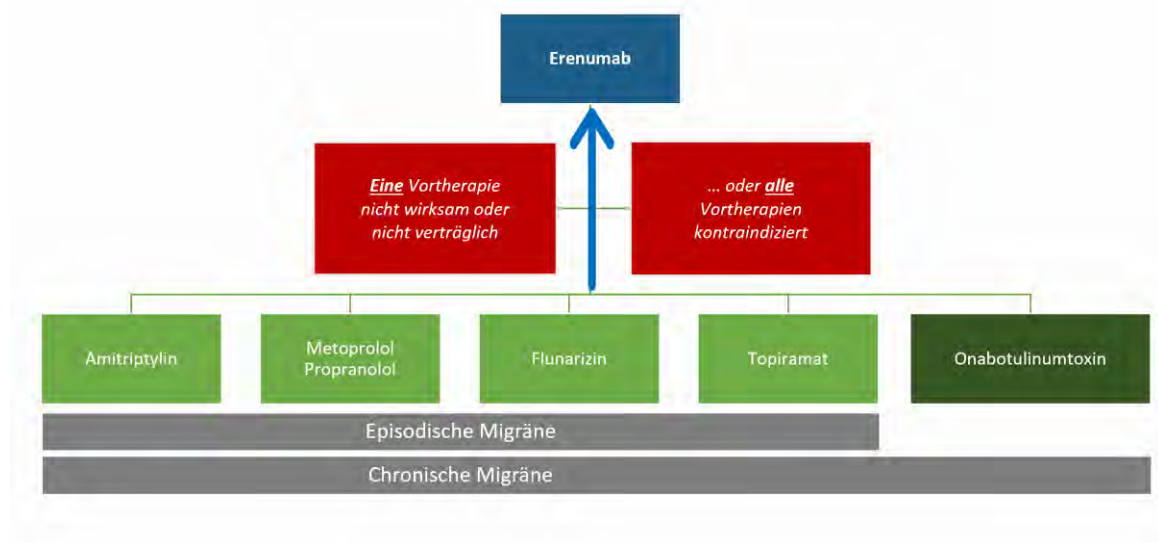 Erenumab
Eine Vortherapie
nicht wirksam oder
nicht verträglich
... oder alle
Vortherapien
kontraindiziert
Amitriptylin
Metoprolol
Propranolol
Flunarizin
Topiramat
Onabotulinumtoxin
Episodische Migräne
Chronische Migräne